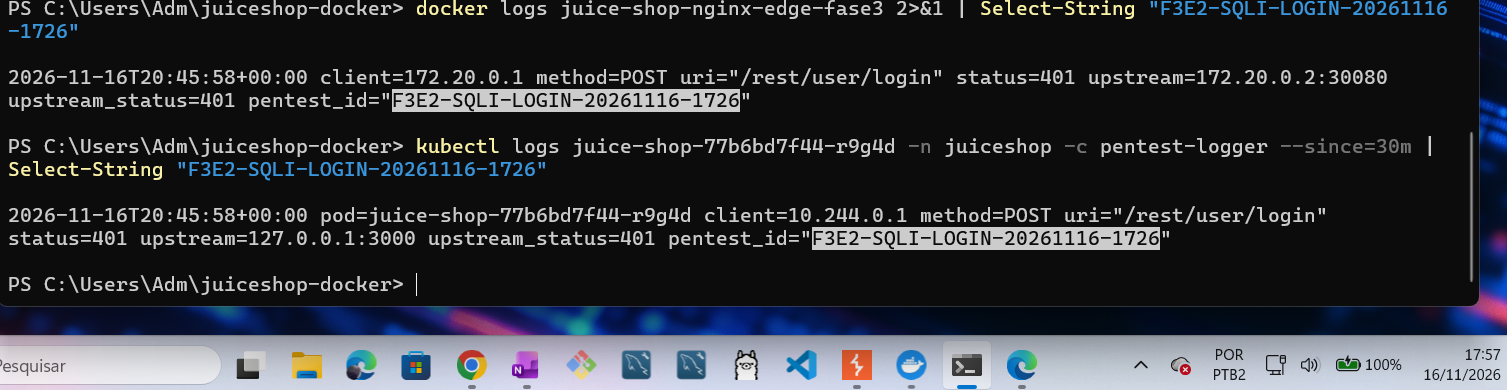 PS C:\Users\Adm\juiceshop-docker> docker logs juice-shop-nginx-edge-fase3 2>&1 | Select-String "F3E2-SQLI-LOGIN-20261116
-1726"
2026-11-16T20:45:58+00:00 client=172.20.0.1 method=POST uri="/rest/user/login" status=401 upstream=172.20.0.2:30080
upstream_status=401 pentest_id="F3E2-SQLI-LOGIN-20261116-1726"
PS C:\Users\Adm\juiceshop-docker> kubectl logs juice-shop-77b6bd7f44-r9g4d -n juiceshop -c pentest-logger --since=30m |
Select-String "F3E2-SQLI-LOGIN-20261116-1726"
2026-11-16T20:45:58+00:00 pod=juice-shop-77b6bd7f44-r9g4d client=10.244.0.1 method=POST uri="/rest/user/login"
status=401 upstream=127.0.0.1:3000 upstream_status=401 pentest_id="F3E2-SQLI-LOGIN-20261116-1726"
PS C:\Users\Adm\juiceshop-docker>
Pesquisar
POR
PTB2
100%
17:57
16/11/2026